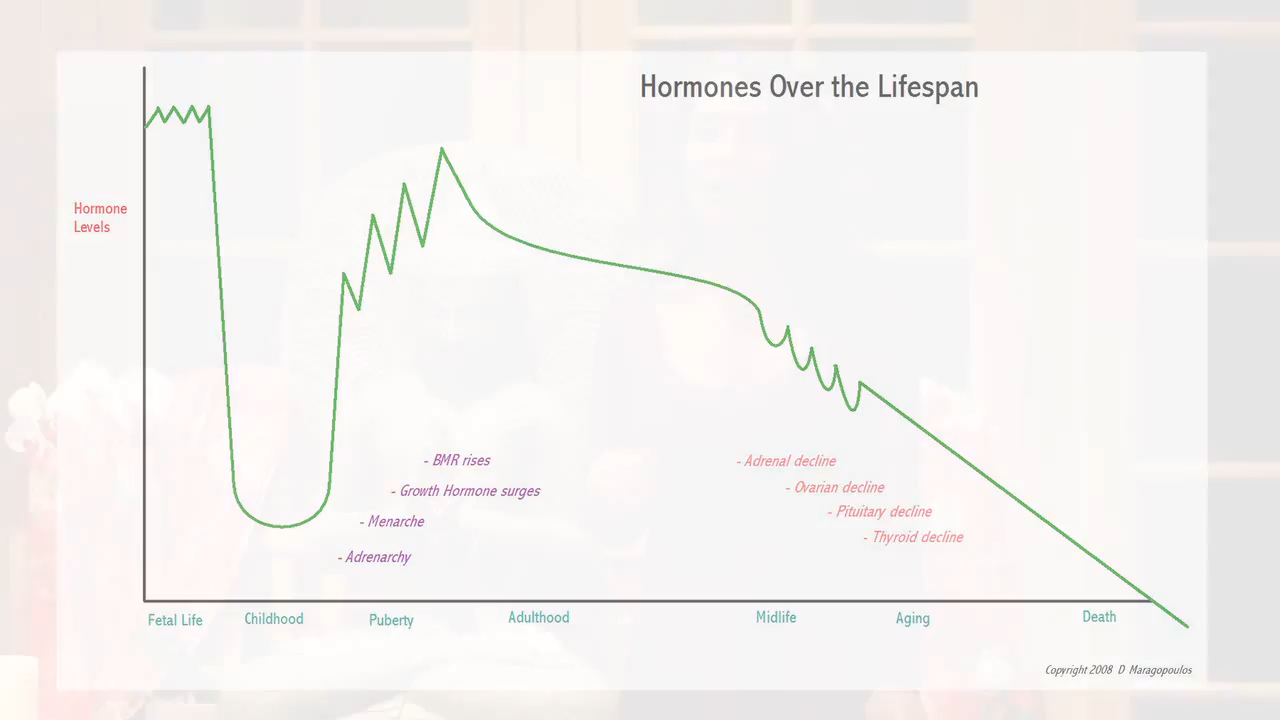 Hormones Over the Lifespan
Hormone
Levels
- BMR rises
- Growth Hormone surges
- Menarche
- Adrenarchy
- Adrenal decline
- Ovarian decline
- Pituitary decline
- Thyroid decline
Fetal Life
Childhood
Puberty
Adulthood
Midlife
Aging
Death
Copyright 2008 D Maragopoulos